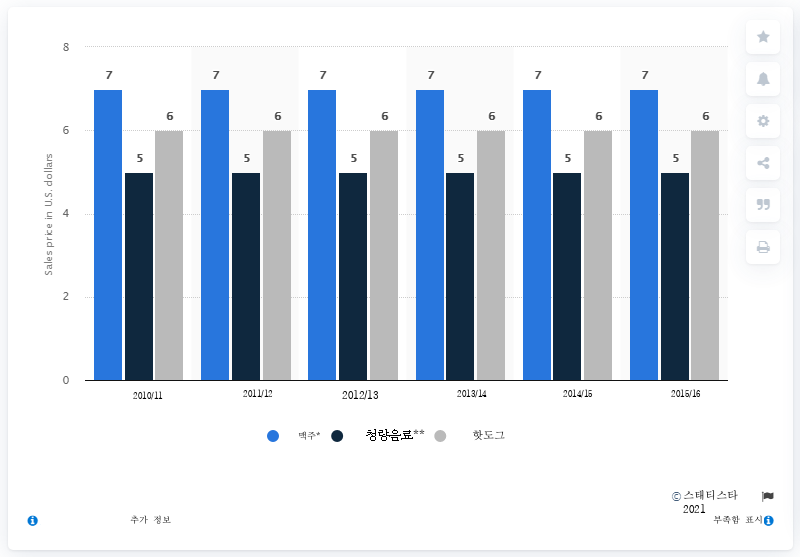 8
7 5 6 7 5 6 7 5 6 7 5 6 7 5 6 7 5 6
6
4
2
0
Sales price in U.S. dollars
2010/11 2011/12 2012/13 2013/14 2014/15 2015/16
맥주* 청량음료** 핫도그
© 스태티스타
2021
추가 정보 부족함 표시